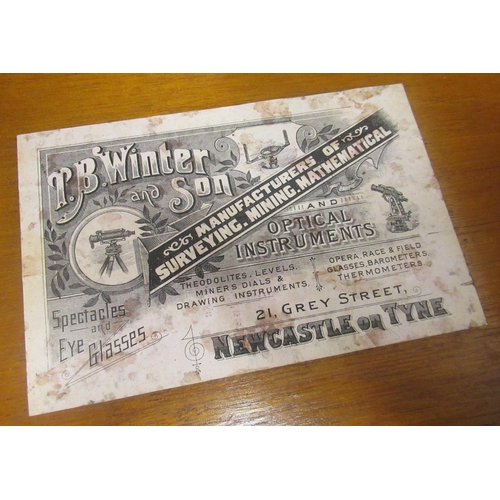 T.B. Winter
and Son
MANUFACTURERS OF
SURVEYING, MINING, MATHEMATICAL
AND
OPTICAL
INSTRUMENTS
THEODOLITES, LEVELS,
MINERS DIALS &
DRAWING INSTRUMENTS.
OPERA, RACE & FIELD
GLASSES, BAROMETERS,
THERMOMETERS.
Spectacles
and
Eye Glasses
21, GREY STREET,
NEWCASTLE ON TYNE